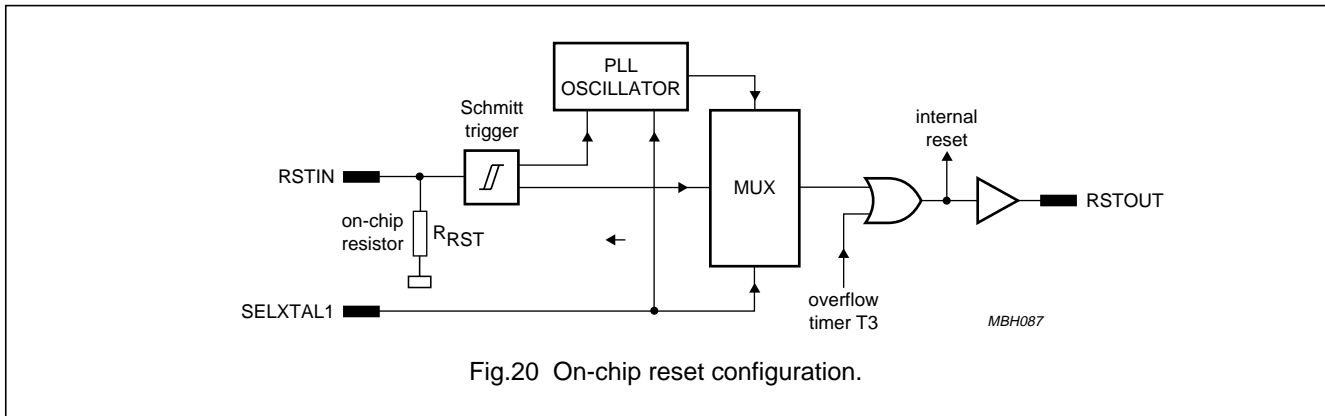 PLL
OSCILLATOR
Schmitt
trigger
internal
reset
RSTIN
MUX
RSTOUT
on-chip
resistor
RRST
SELXTAL1
overflow
timer T3
MBH087
Fig.20 On-chip reset configuration.